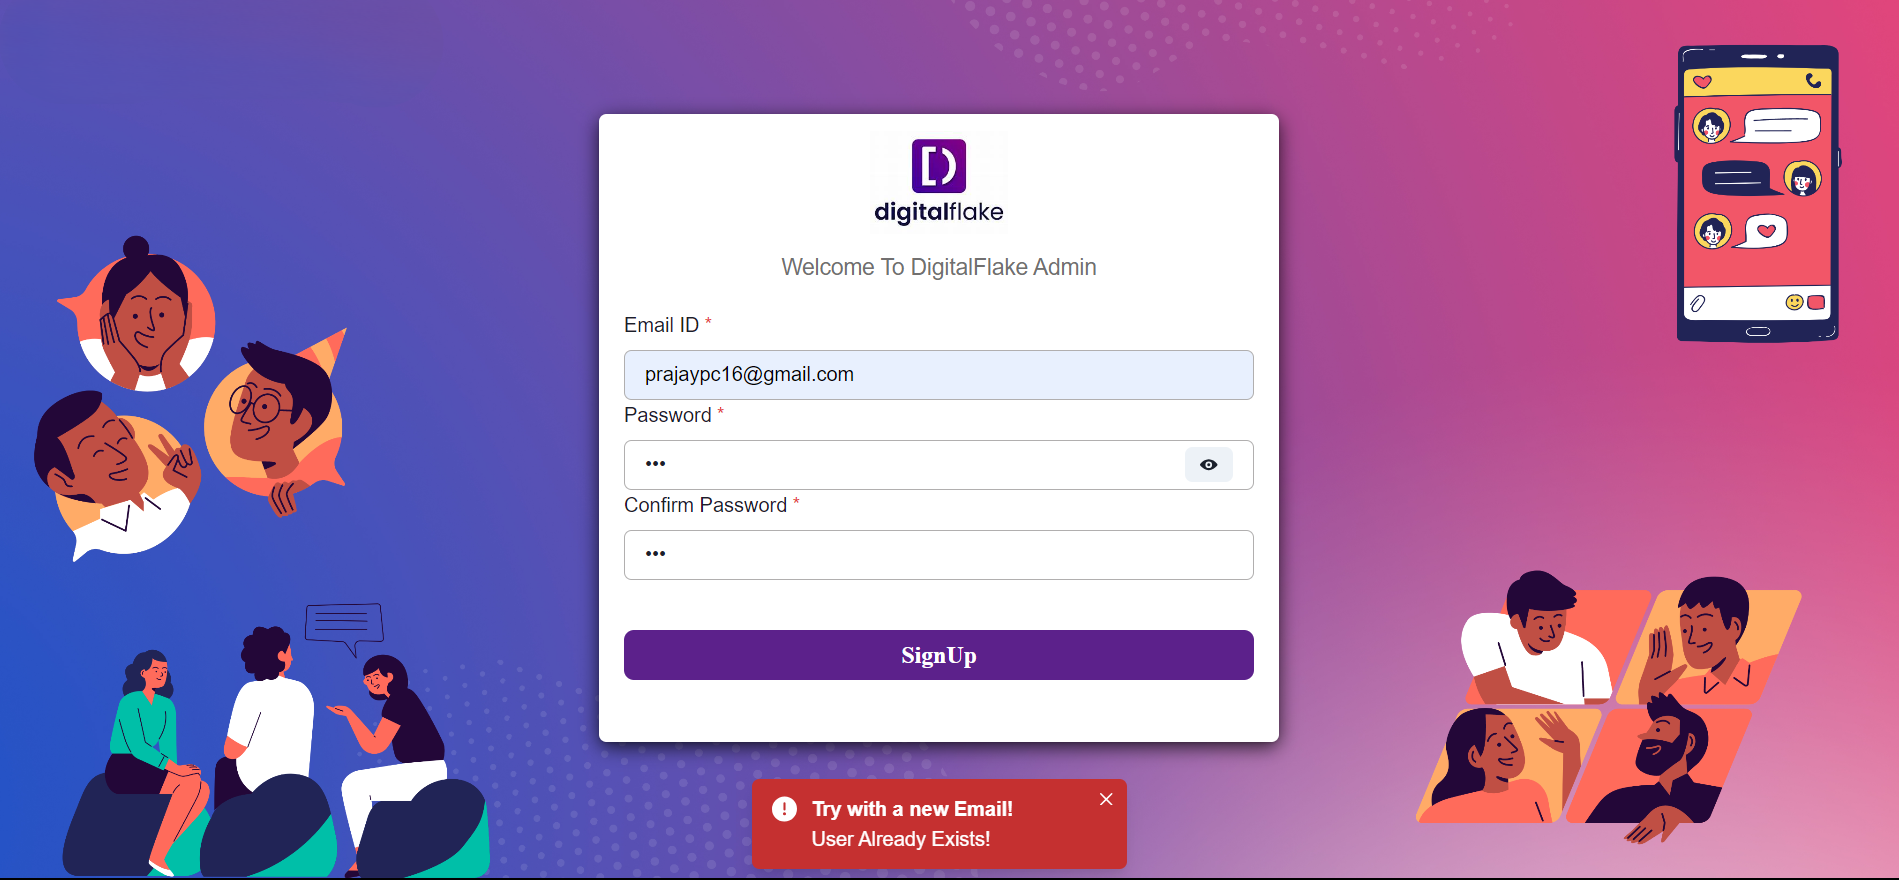 digitalflake
Welcome To DigitalFlake Admin
Email ID *
prajaypc16@gmail.com
Password *
•••
Confirm Password *
•••
SignUp
Try with a new Email!
User Already Exists!